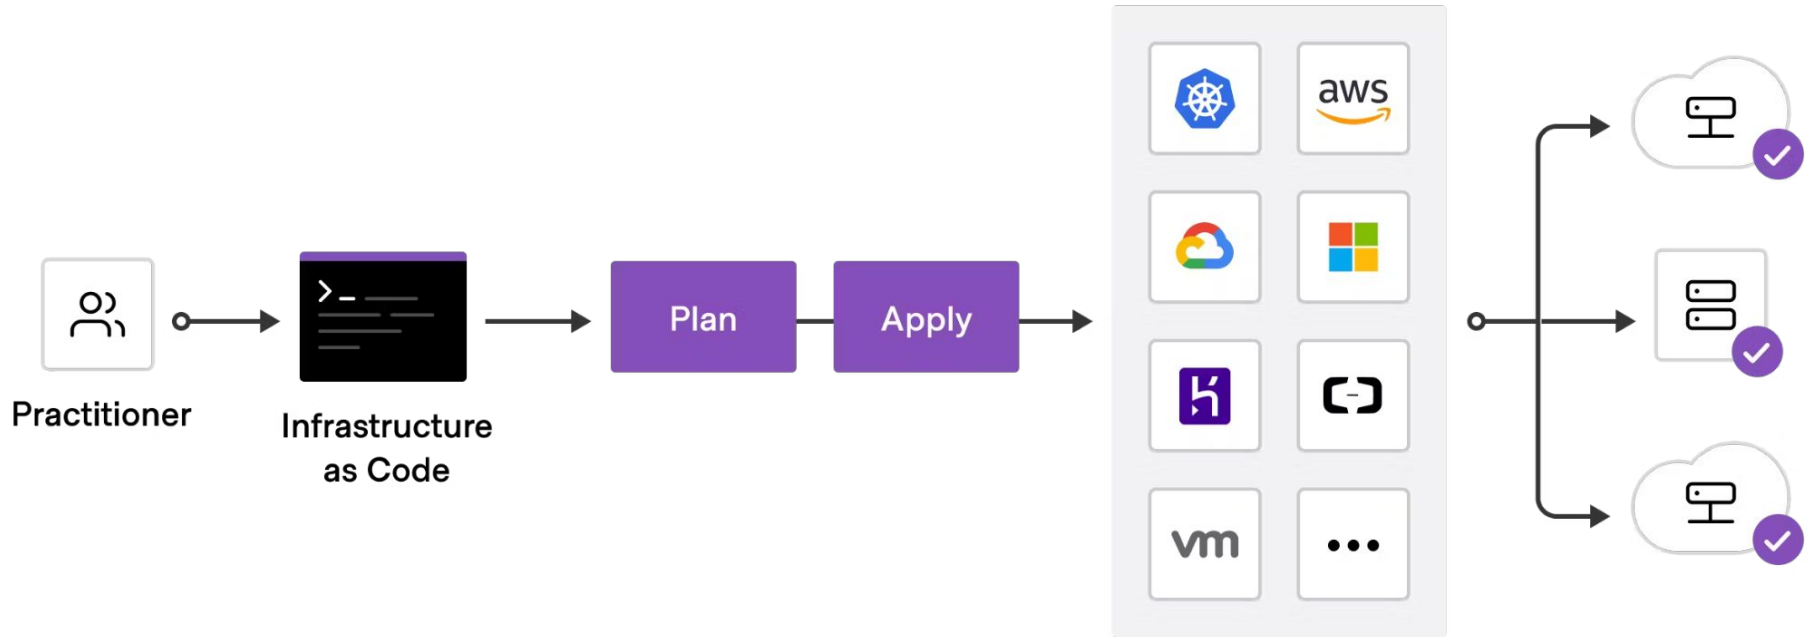 Practitioner
Infrastructure
as Code
Plan
Apply
aws
vm